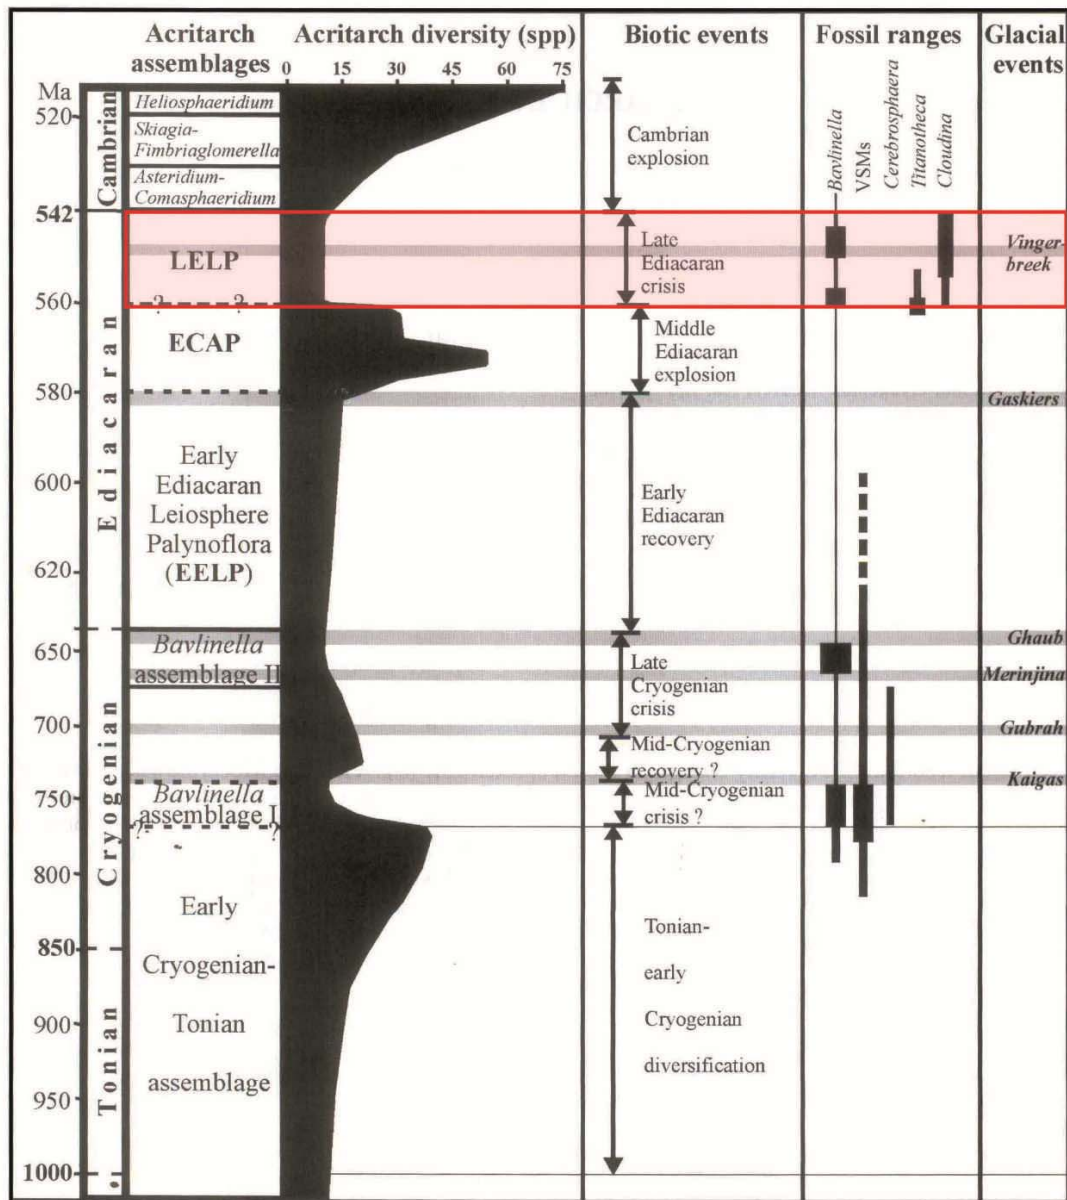 Acritarch assemblages
Acritarch diversity (spp)
Biotic events
Fossil ranges
Glacial events
0 15 30 60 75
Ma
520
542
560
580
600
620
650
700
750
800
850
900
950
1000
Cambrian
Ediacaran
Cryogenian
Tonian
Heliosphaeridium
Skiagia-
Fimbriaglomerella
Asteridium-
Comasphaeridium
LELP
? ?
ECAP
Early
Ediacaran
Leiosphere
Palynoflora
(EELP)
Bavlinella
assemblage II
Bavlinella
assemblage I
? ?
Early
Cryogenian-
Tonian
assemblage
Cambrian
explosion
Late
Ediacaran
crisis
Middle
Ediacaran
explosion
Early
Ediacaran
recovery
Late
Cryogenian
crisis
Mid-Cryogenian
recovery ?
Mid-Cryogenian
crisis ?
Tonian-
early
Cryogenian
diversification
Bavlinella
VSMs
Cerebrosphaera
Titanotheca
Cloudina
Vinger-
breek
Gaskiers
Ghaub
Merinjina
Gubrah
Kaigas